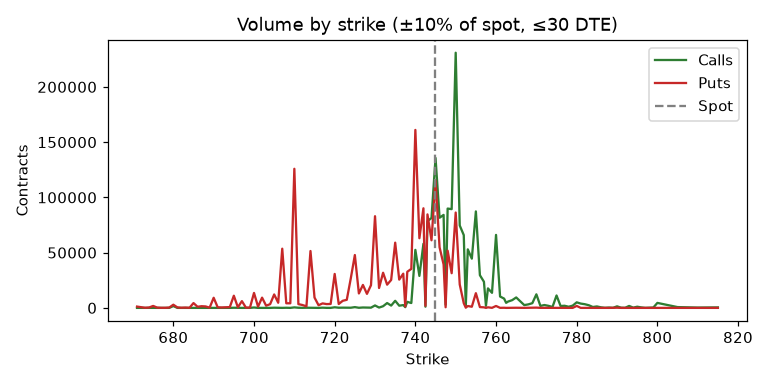 Volume by strike (±10% of spot, ≤30 DTE)
Calls
Puts
Spot
Contracts
200000
150000
100000
50000
0
680
700
720
740
760
780
800
820
Strike